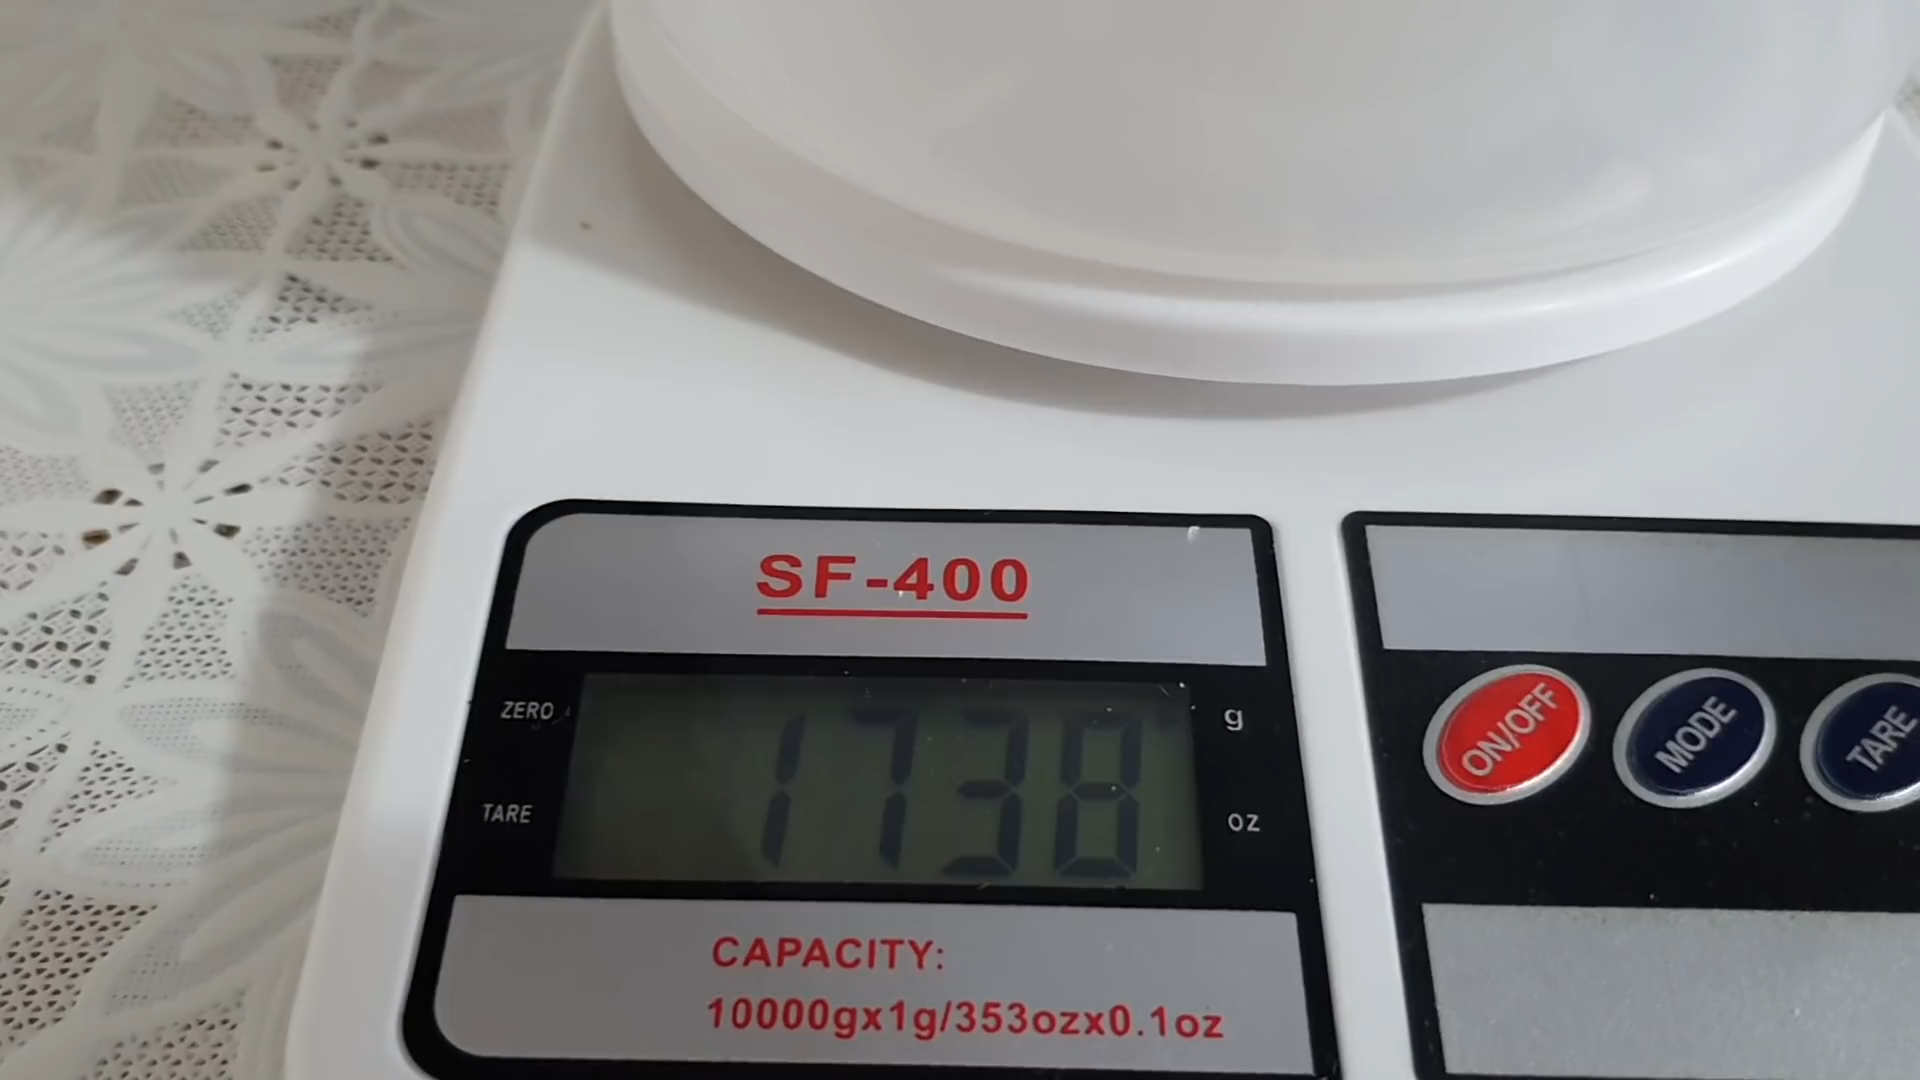 SF-400
ZERO
g
1738
TARE
oz
CAPACITY:
10000gx1g/353ozx0.1oz
ON/OFF
MODE
TARE